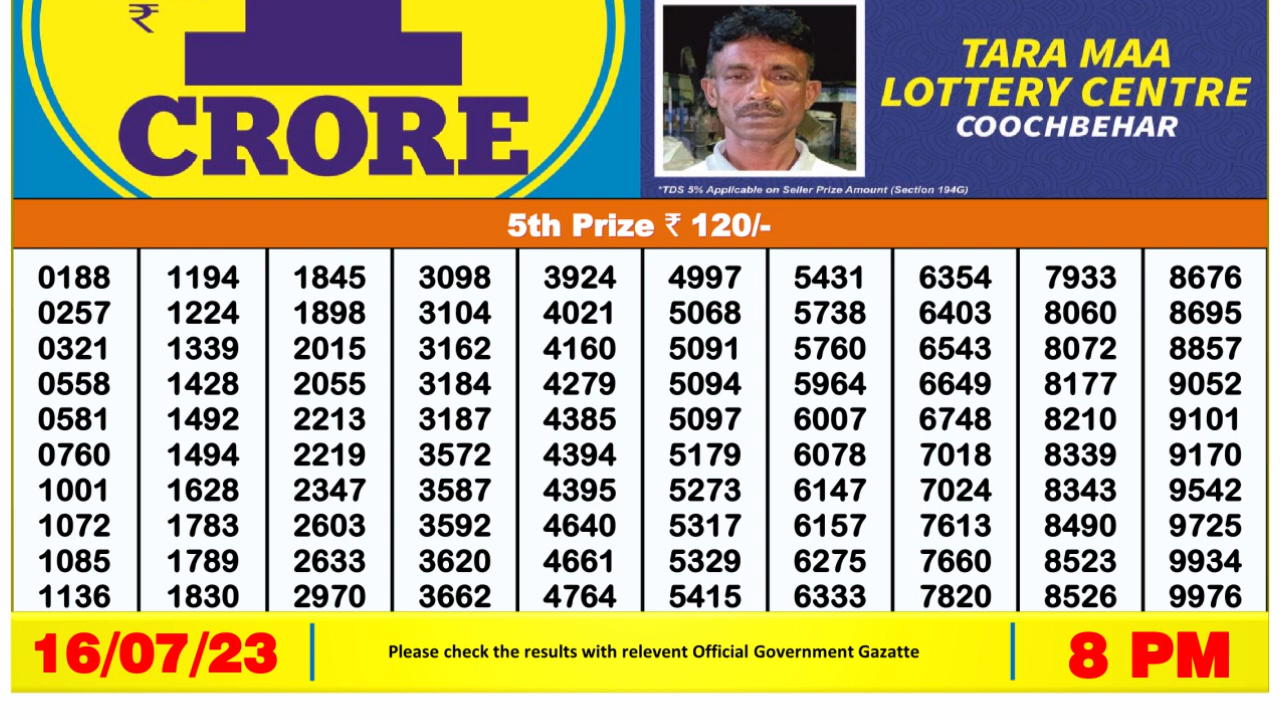 ₹
CRORE
TARA MAA
LOTTERY CENTRE
COOCHBEHAR
*TDS 5% Applicable on Seller Prize Amount (Section 194G)
5th Prize ₹ 120/-
0188 1194 1845 3098 3924 4997 5431 6354 7933 8676
0257 1224 1898 3104 4021 5068 5738 6403 8060 8695
0321 1339 2015 3162 4160 5091 5760 6543 8072 8857
0558 1428 2055 3184 4279 5094 5964 6649 8177 9052
0581 1492 2213 3187 4385 5097 6007 6748 8210 9101
0760 1494 2219 3572 4394 5179 6078 7018 8339 9170
1001 1628 2347 3587 4395 5273 6147 7024 8343 9542
1072 1783 2603 3592 4640 5317 6157 7613 8490 9725
1085 1789 2633 3620 4661 5329 6275 7660 8523 9934
1136 1830 2970 3662 4764 5415 6333 7820 8526 9976
16/07/23 Please check the results with relevent Official Government Gazatte 8 PM